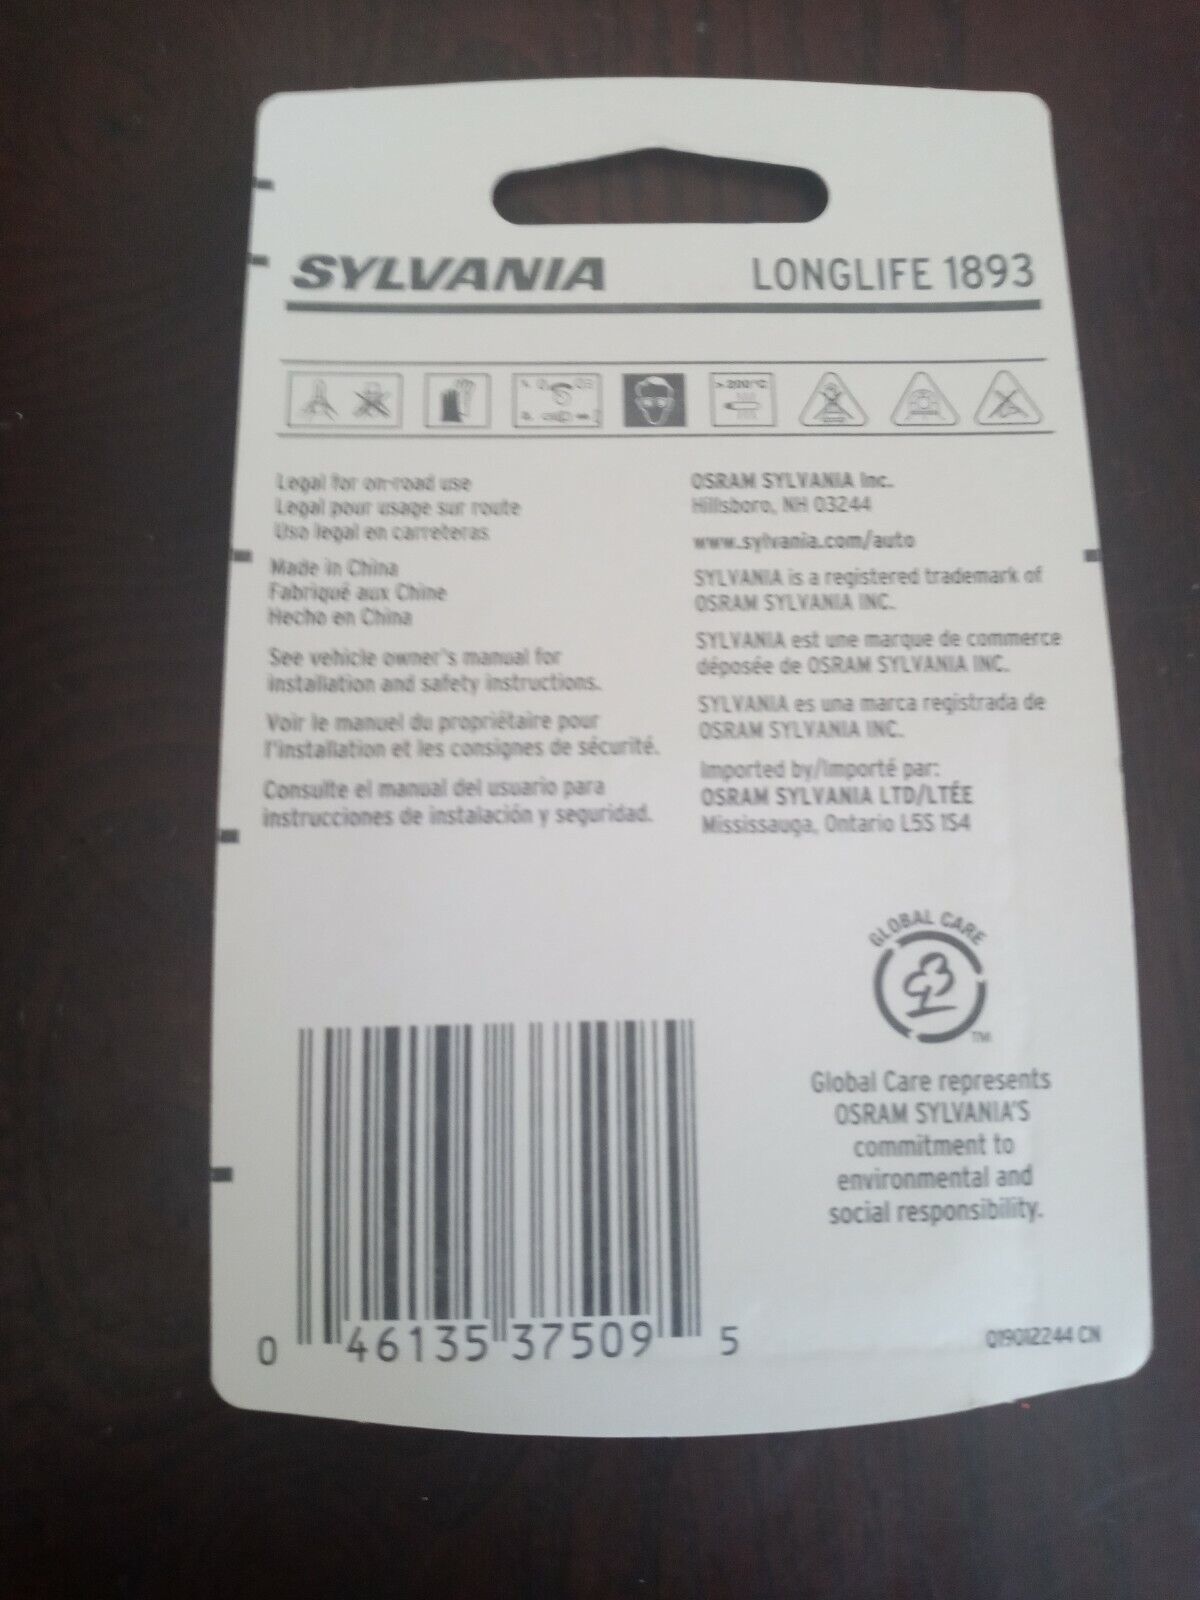 SYLVANIA LONGLIFE 1893
> 200°C
Legal for on-road use
Legal pour usage sur route
Uso legal en carreteras
Made in China
Fabriqué aux Chine
Hecho en China
See vehicle owner's manual for
installation and safety instructions.
Voir le manuel du propriétaire pour
l'installation et les consignes de sécurité.
Consulte el manual del usuario para
instrucciones de instalación y seguridad.
OSRAM SYLVANIA Inc.
Hillsboro, NH 03244
www.sylvania.com/auto
SYLVANIA is a registered trademark of
OSRAM SYLVANIA INC.
SYLVANIA est une marque de commerce
déposée de OSRAM SYLVANIA INC.
SYLVANIA es una marca registrada de
OSRAM SYLVANIA INC.
Imported by/Importé par:
OSRAM SYLVANIA LTD/LTÉE
Mississauga, Ontario L5S 1S4
GLOBAL CARE
TM
Global Care represents
OSRAM SYLVANIA'S
commitment to
environmental and
social responsibility.
0 46135 37509 5
019012244 CN